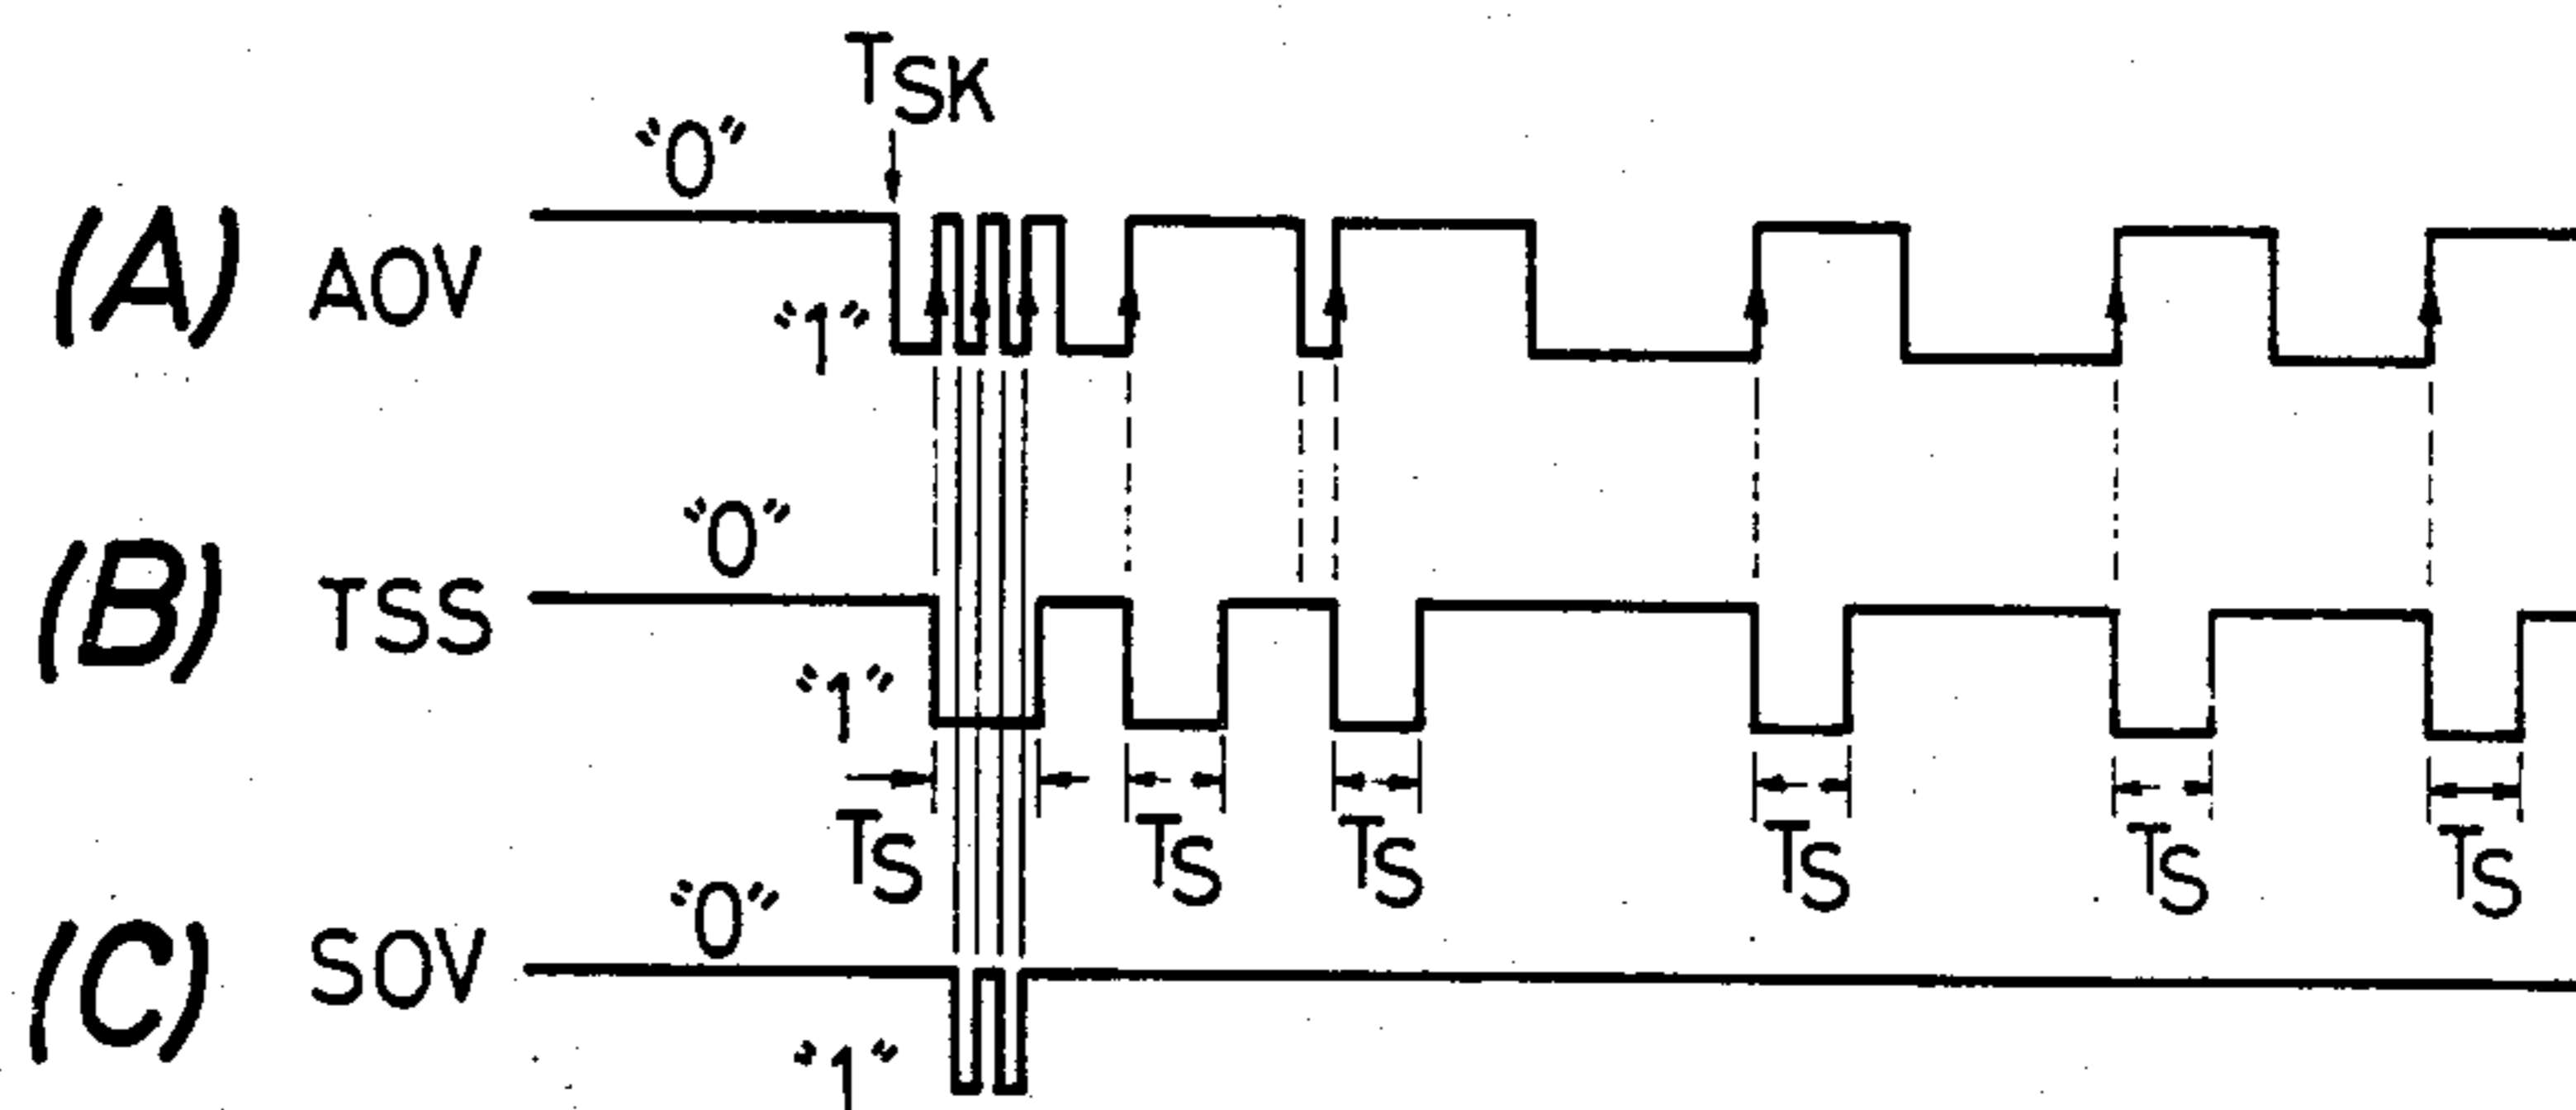 TSK
"0"
(A) AOV
"1"
"0"
(B) TSS
"1"
TS TS TS TS TS TS
"0"
(C) SOV
"1"